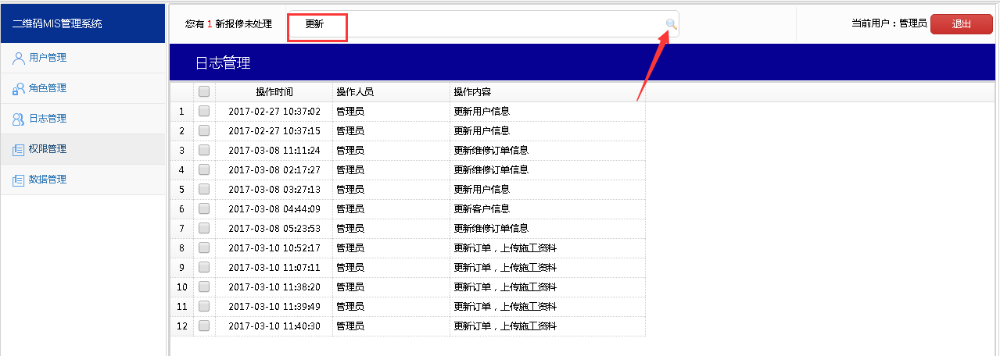 二维码MIS管理系统
您有 1 新报修未处理
更新
当前用户：管理员
退出
用户管理
角色管理
日志管理
权限管理
数据管理
日志管理
操作时间 操作人员 操作内容
1 2017-02-27 10:37:02 管理员 更新用户信息
2 2017-02-27 10:37:15 管理员 更新用户信息
3 2017-03-08 11:11:24 管理员 更新维修订单信息
4 2017-03-08 02:17:27 管理员 更新维修订单信息
5 2017-03-08 03:27:13 管理员 更新用户信息
6 2017-03-08 04:44:09 管理员 更新客户信息
7 2017-03-08 05:23:53 管理员 更新维修订单信息
8 2017-03-10 10:52:17 管理员 更新订单，上传施工资料
9 2017-03-10 11:07:11 管理员 更新订单，上传施工资料
10 2017-03-10 11:38:20 管理员 更新订单，上传施工资料
11 2017-03-10 11:39:49 管理员 更新订单，上传施工资料
12 2017-03-10 11:40:30 管理员 更新订单，上传施工资料